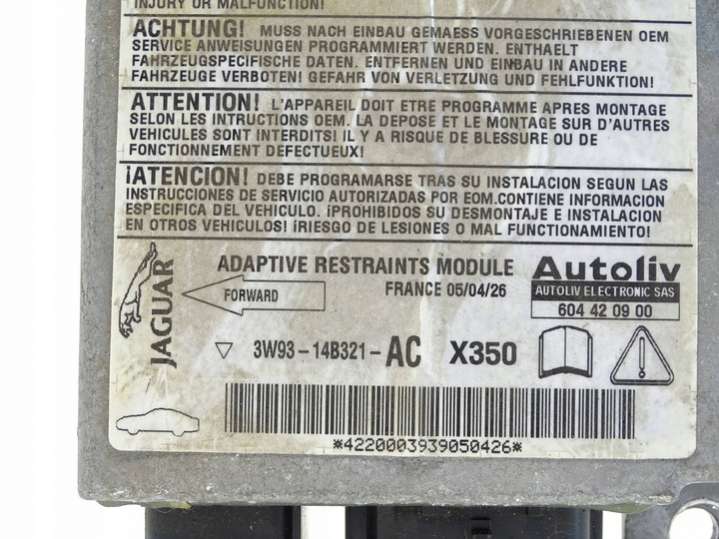 INJURY OR MALFUNCTION!
ACHTUNG! MUSS NACH EINBAU GEMAESS VORGESCHRIEBENEN OEM
SERVICE ANWEISUNGEN PROGRAMMIERT WERDEN. ENTHAELT
FAHRZEUGSPEZIFISCHE DATEN. ENTFERNEN UND EINBAU IN ANDERE
FAHRZEUGE VERBOTEN! GEFAHR VON VERLETZUNG UND FEHLFUNKTION!
ATTENTION! L'APPAREIL DOIT ETRE PROGRAMME APRES MONTAGE
SELON LES INTRUCTIONS OEM. LA DEPOSE ET LE MONTAGE SUR D'AUTRES
VEHICULES SONT INTERDITS! IL Y A RISQUE DE BLESSURE OU DE
FONCTIONNEMENT DEFECTUEUX!
¡ATENCION! DEBE PROGRAMARSE TRAS SU INSTALACION SEGUN LAS
INSTRUCCIONES DE SERVICIO AUTORIZADAS POR EOM.CONTIENE INFORMACION
ESPECIFICA DEL VEHICULO. ¡PROHIBIDOS SU DESMONTAJE E INSTALACION
EN OTROS VEHICULOS! ¡RIESGO DE LESIONES O MAL FUNCIONAMIENTO!
JAGUAR
ADAPTIVE RESTRAINTS MODULE
FORWARD
FRANCE 05/04/26
Autoliv
AUTOLIV ELECTRONIC SAS
604 42 09 00
3W93-14B321-AC X350
*4220003939050426*